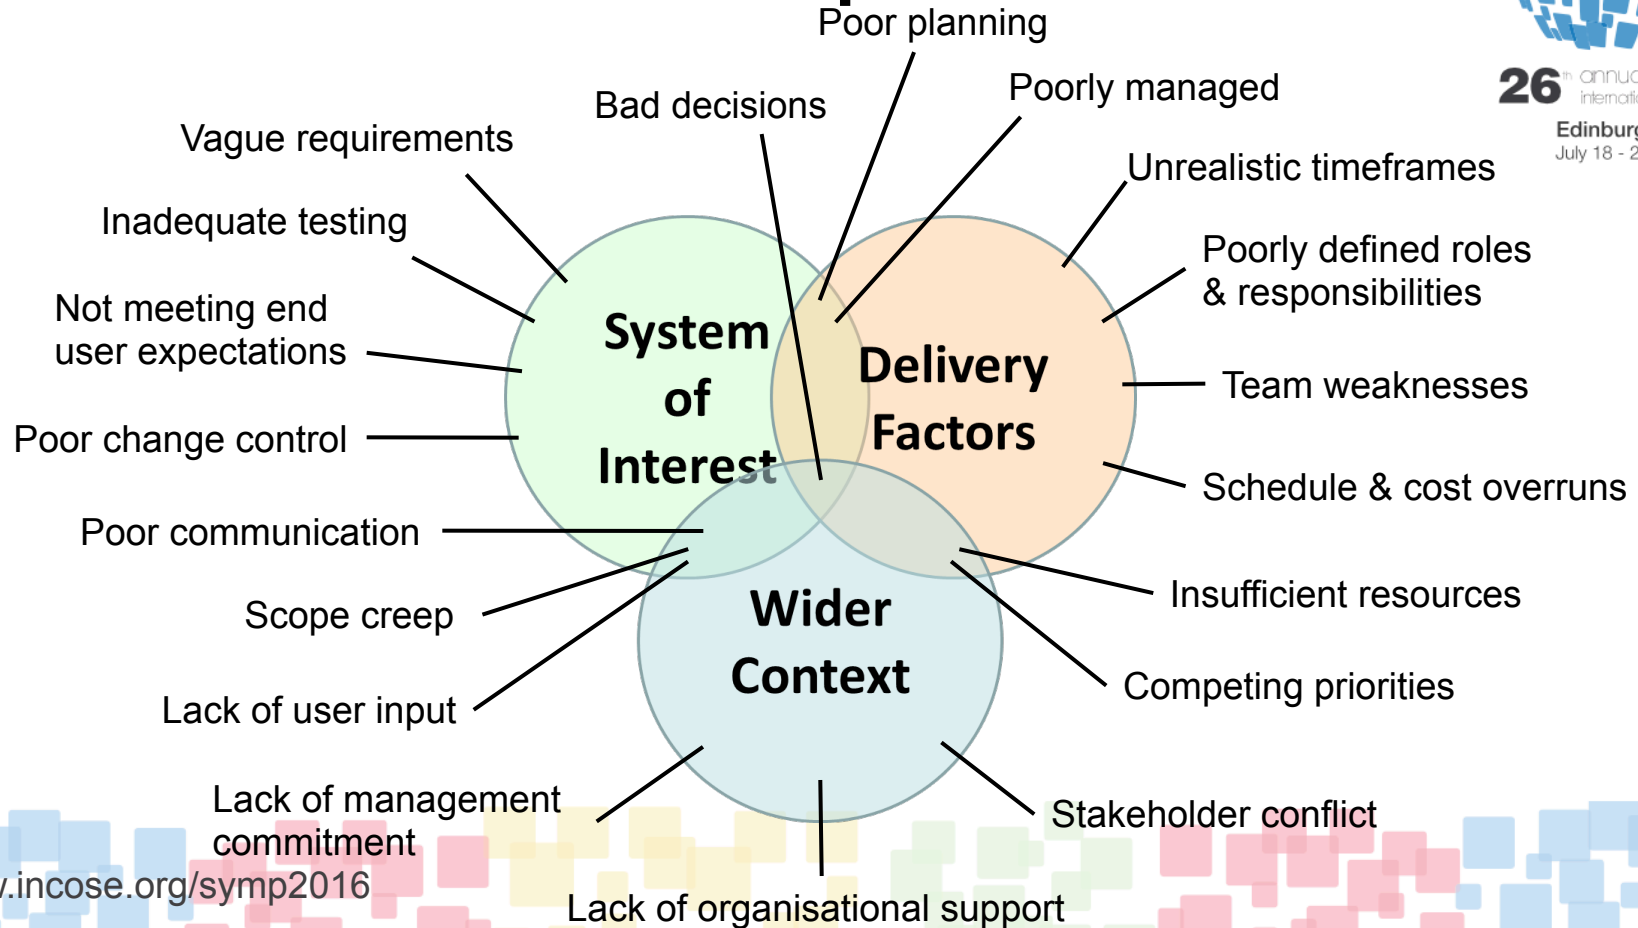 Poor planning
26th annua
internatio
Edinburg
July 18 - 2
Bad decisions
Poorly managed
Vague requirements
Unrealistic timeframes
Inadequate testing
Poorly defined roles
& responsibilities
Not meeting end
user expectations
System
of
Interest
Delivery
Factors
Team weaknesses
Poor change control
Schedule & cost overruns
Poor communication
Scope creep
Wider
Context
Insufficient resources
Lack of user input
Competing priorities
Lack of management
commitment
Stakeholder conflict
.incose.org/symp2016
Lack of organisational support